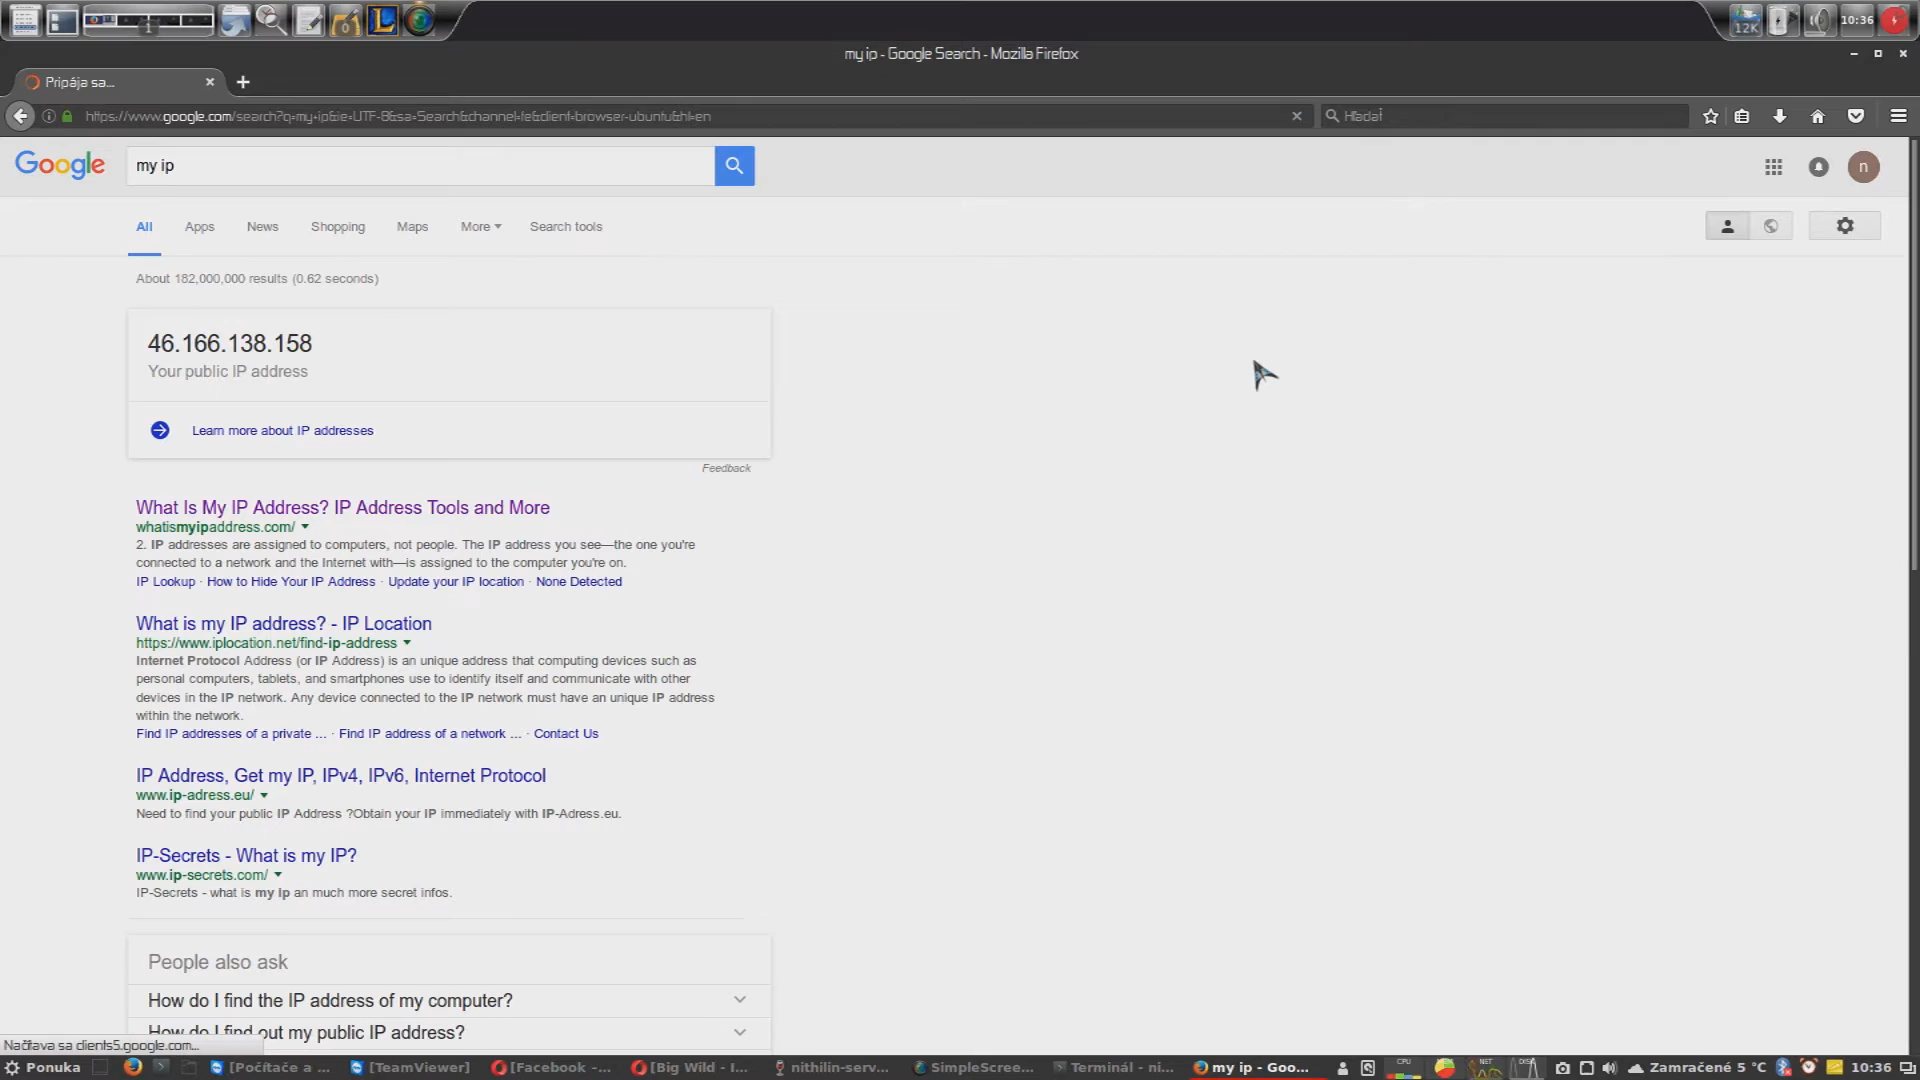 1
12K
10:36
my ip - Google Search - Mozilla Firefox
Pripája sa...
https://www.google.com/search?q=my+ip&ie=UTF-8&sa=Search&channel=fe&client=browser-ubuntu&hl=en
Hľadať
Google
my ip
n
All
Apps
News
Shopping
Maps
More
Search tools
About 182,000,000 results (0.62 seconds)
46.166.138.158
Your public IP address
Learn more about IP addresses
Feedback
What Is My IP Address? IP Address Tools and More
whatismyipaddress.com/
2. IP addresses are assigned to computers, not people. The IP address you see—the one you're
connected to a network and the Internet with—is assigned to the computer you're on.
IP Lookup · How to Hide Your IP Address · Update your IP location · None Detected
What is my IP address? - IP Location
https://www.iplocation.net/find-ip-address
Internet Protocol Address (or IP Address) is an unique address that computing devices such as
personal computers, tablets, and smartphones use to identify itself and communicate with other
devices in the IP network. Any device connected to the IP network must have an unique IP address
within the network.
Find IP addresses of a private ... · Find IP address of a network ... · Contact Us
IP Address, Get my IP, IPv4, IPv6, Internet Protocol
www.ip-adress.eu/
Need to find your public IP Address ?Obtain your IP immediately with IP-Adress.eu.
IP-Secrets - What is my IP?
www.ip-secrets.com/
IP-Secrets - what is my ip an much more secret infos.
People also ask
How do I find the IP address of my computer?
How do I find out my public IP address?
Načítava sa clients5.google.com...
Ponuka
[Počítače a ...
[TeamViewer]
[Facebook -...
[Big Wild - I...
nithilin-serv...
SimpleScree...
Terminál - ni...
my ip - Goo...
CPU
NET
DISK
Zamračené 5 °C
10:36